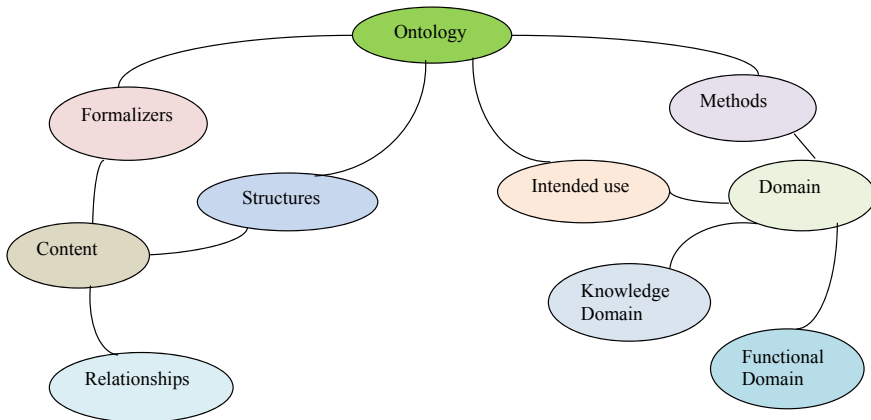 Ontology
Formalizers
Methods
Structures
Intended use
Domain
Content
Knowledge
Domain
Functional
Domain
Relationships